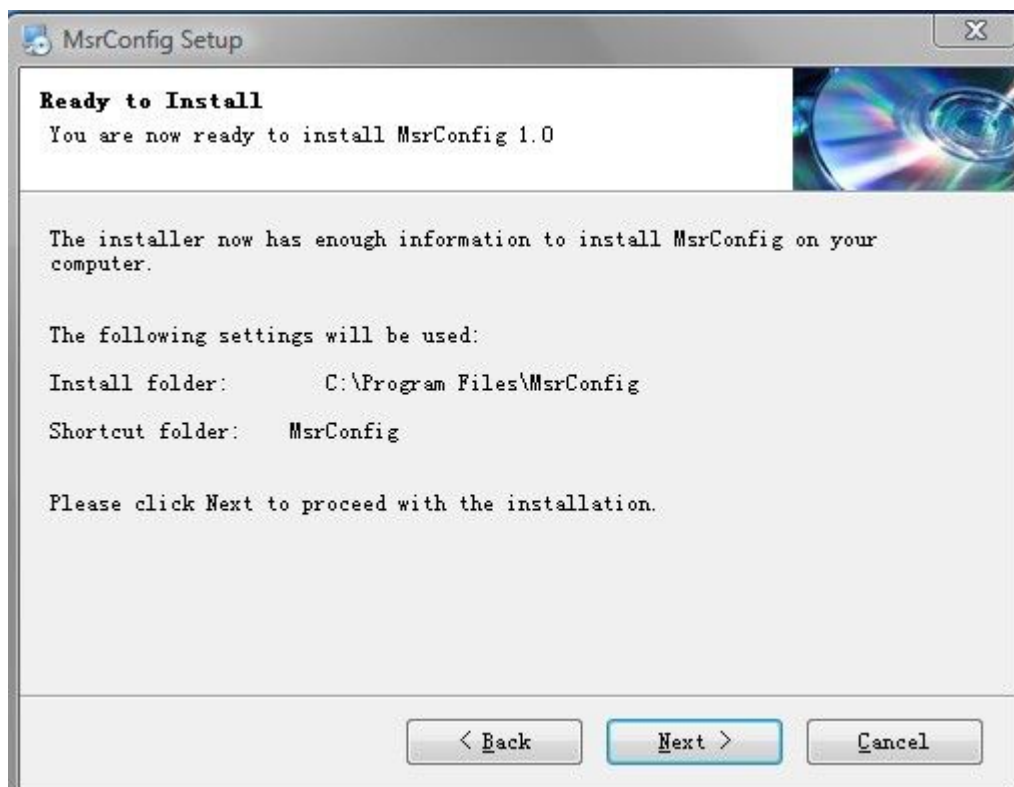 MsrConfig Setup
Ready to Install
You are now ready to install MsrConfig 1.0
The installer now has enough information to install MsrConfig on your
computer.
The following settings will be used:
Install folder: C:\Program Files\MsrConfig
Shortcut folder: MsrConfig
Please click Next to proceed with the installation.
< Back
Next >
Cancel